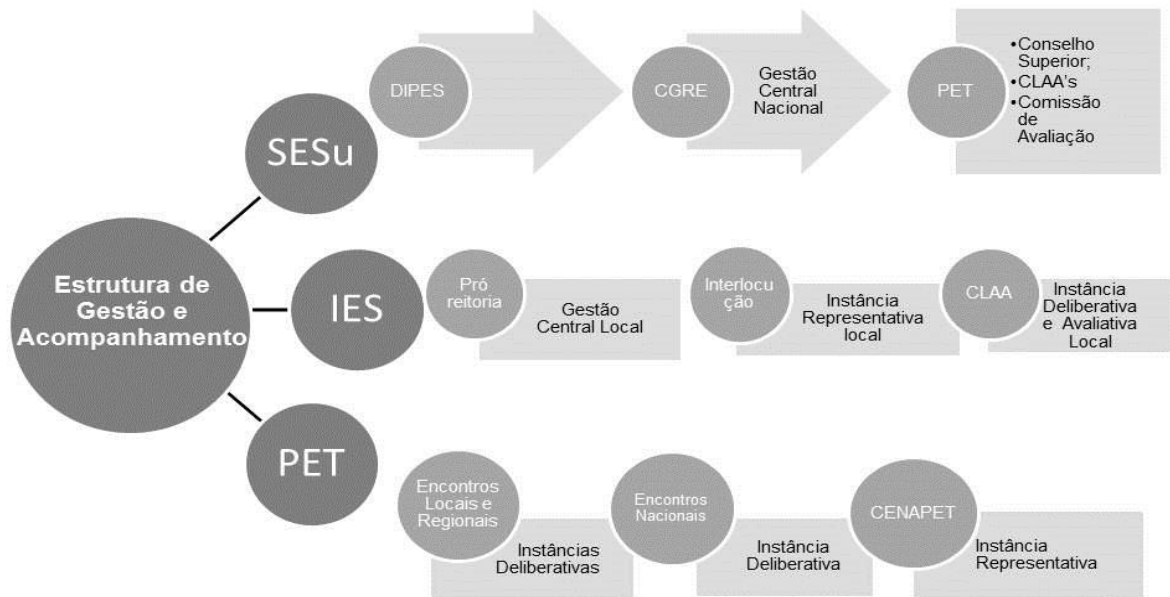 Estrutura de
Gestão e
Acompanhamento
SESu
DIPES
CGRE
Gestão
Central
Nacional
PET
•Conselho
Superior;
•CLAA's
•Comissão
de
Avaliação
IES
Pró
reitoria
Gestão
Central Local
Interlocu
ção
Instância
Representativa
local
CLAA
Instância
Deliberativa
e Avaliativa
Local
PET
Encontros
Locais e
Regionais
Instâncias
Deliberativas
Encontros
Nacionais
Instância
Deliberativa
CENAPET
Instância
Representativa